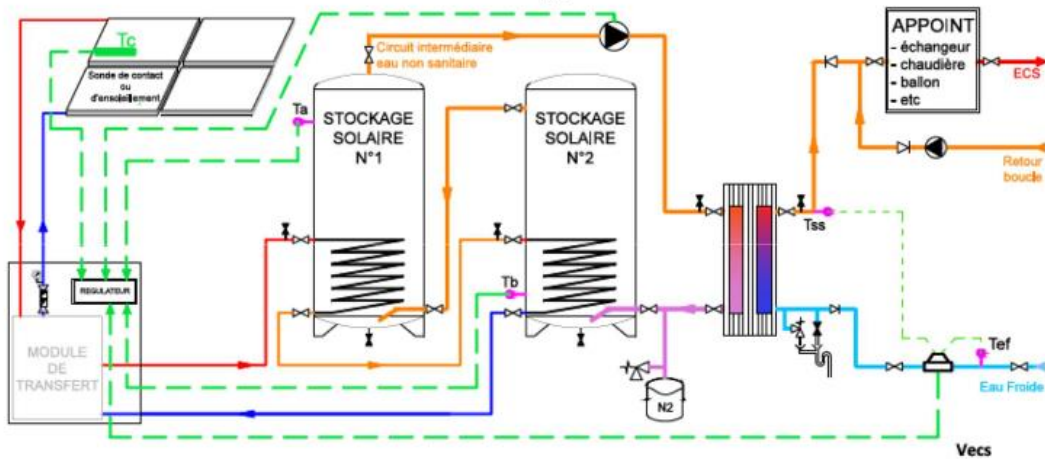 Tc
Sonde de contact
ou
d'ensoleillement
Circuit intermédiaire
eau non sanitaire
APPOINT
- échangeur
- chaudière
- ballon
- etc
ECS
Ta
STOCKAGE
SOLAIRE
N°1
STOCKAGE
SOLAIRE
N°2
Retour
boucle
Tss
REGULATEUR
Tb
MODULE
DE
TRANSFERT
Tef
N2
Eau Froide
Vecs